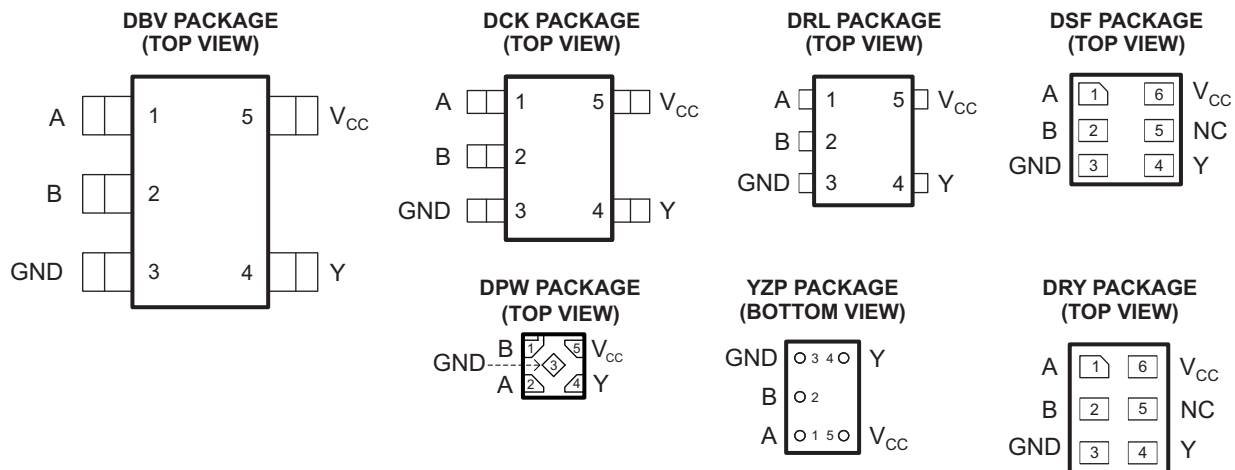 DBV PACKAGE
(TOP VIEW)
A 1 5 VCC
B 2
GND 3 4 Y
DCK PACKAGE
(TOP VIEW)
A 1 5 VCC
B 2
GND 3 4 Y
DRL PACKAGE
(TOP VIEW)
A 1 5 VCC
B 2
GND 3 4 Y
DSF PACKAGE
(TOP VIEW)
A 1 6 VCC
B 2 5 NC
GND 3 4 Y
DPW PACKAGE
(TOP VIEW)
B 1 5 VCC
GND 3
A 2 4 Y
YZP PACKAGE
(BOTTOM VIEW)
GND 3 4 Y
B 2
A 1 5 VCC
DRY PACKAGE
(TOP VIEW)
A 1 6 VCC
B 2 5 NC
GND 3 4 Y